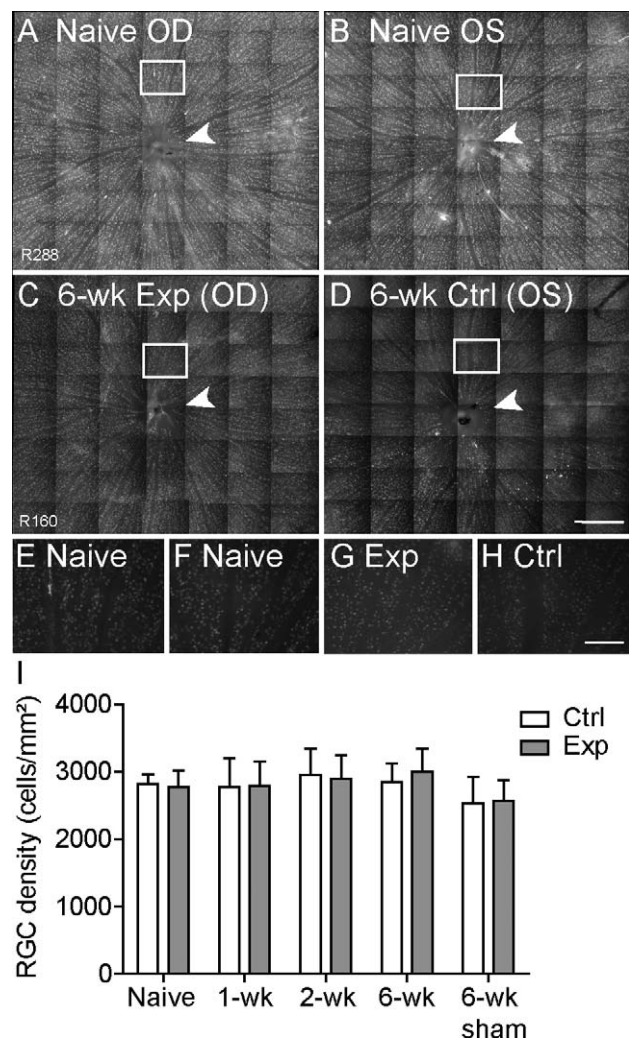 A Naive OD
B Naive OS
R288
C 6-wk Exp (OD)
D 6-wk Ctrl (OS)
R160
E Naive
F Naive
G Exp
H Ctrl
I
RGC density (cells/mm²)
4000
3000
2000
1000
0
Ctrl
Exp
Naive
1-wk
2-wk
6-wk
6-wk
sham